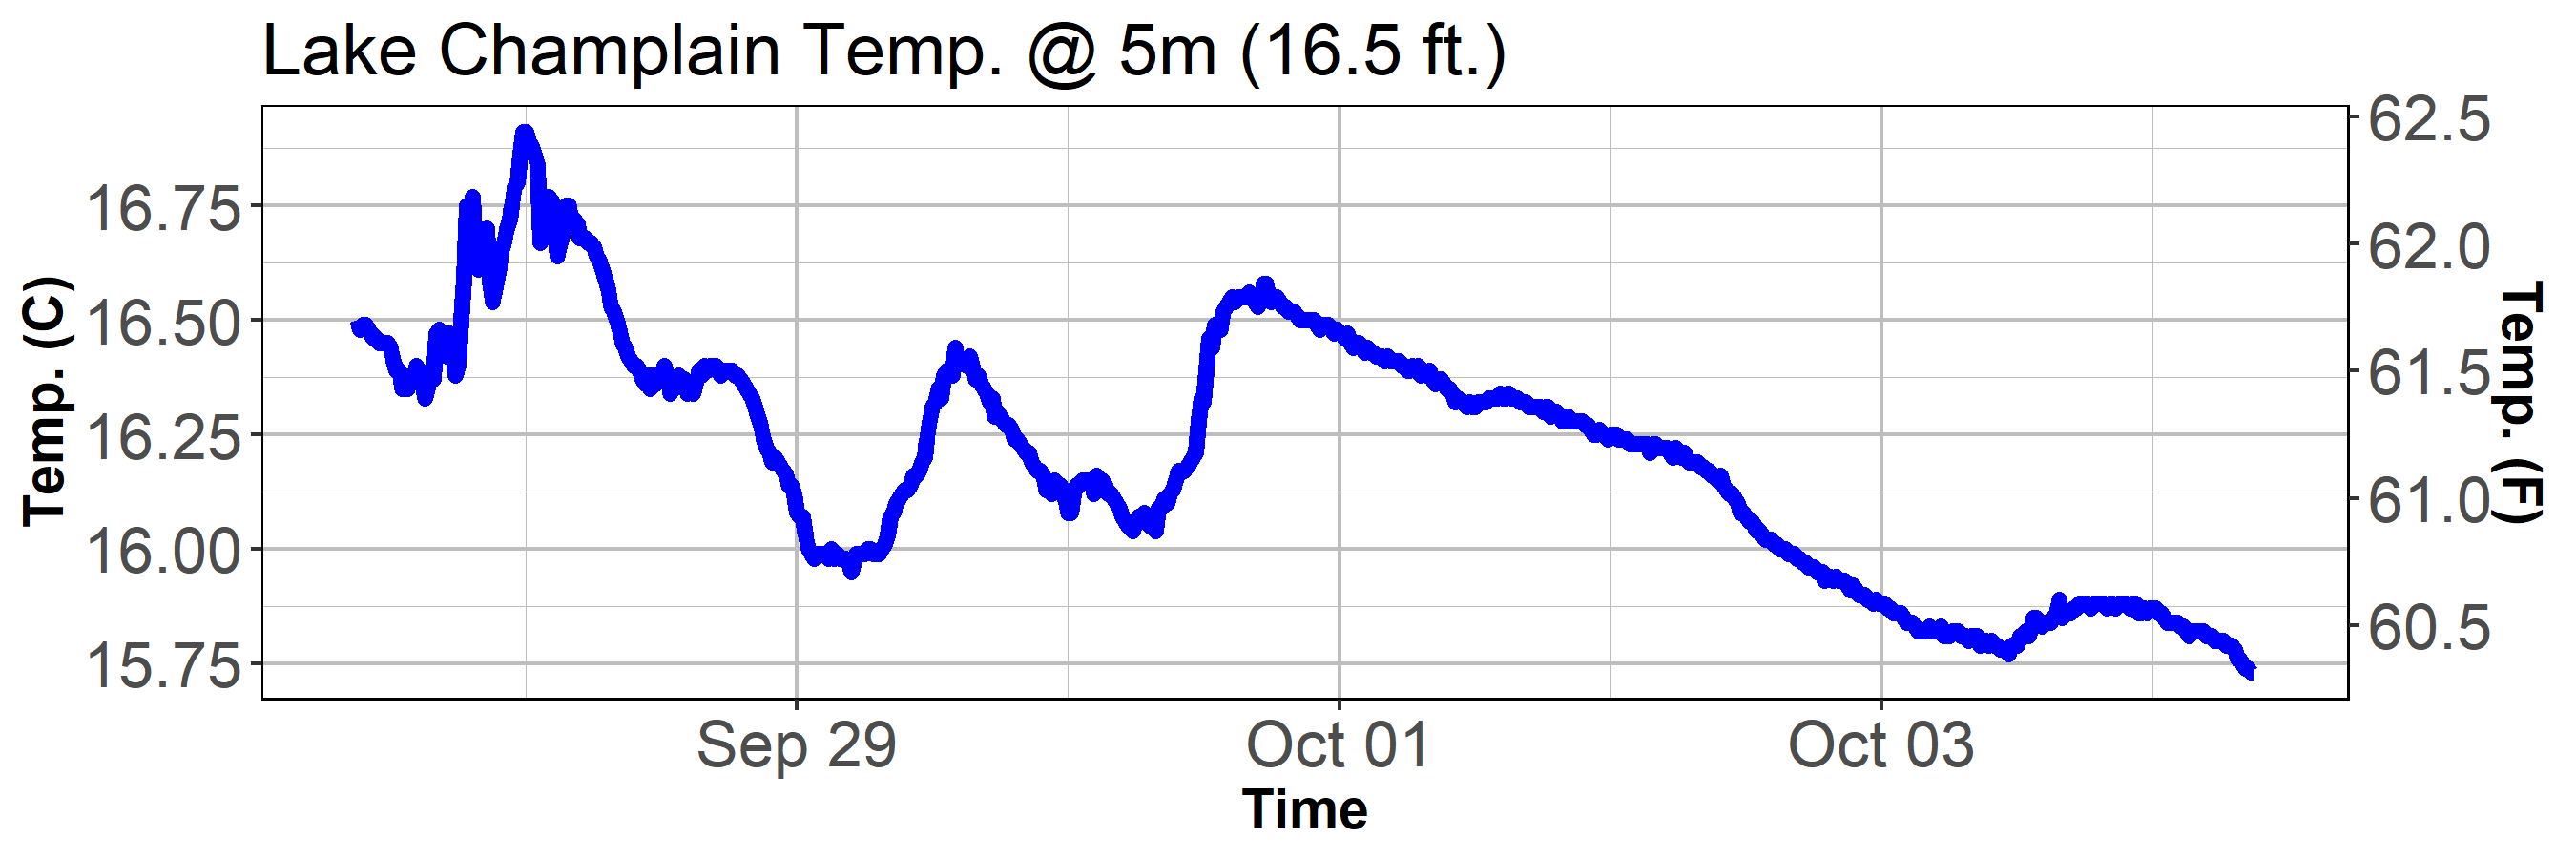 Lake Champlain Temp. @ 5m (16.5 ft.)
Temp. (C)
16.75
16.50
16.25
16.00
15.75
62.5
62.0
61.5
61.0
60.5
Temp. (F)
Sep 29
Oct 01
Oct 03
Time